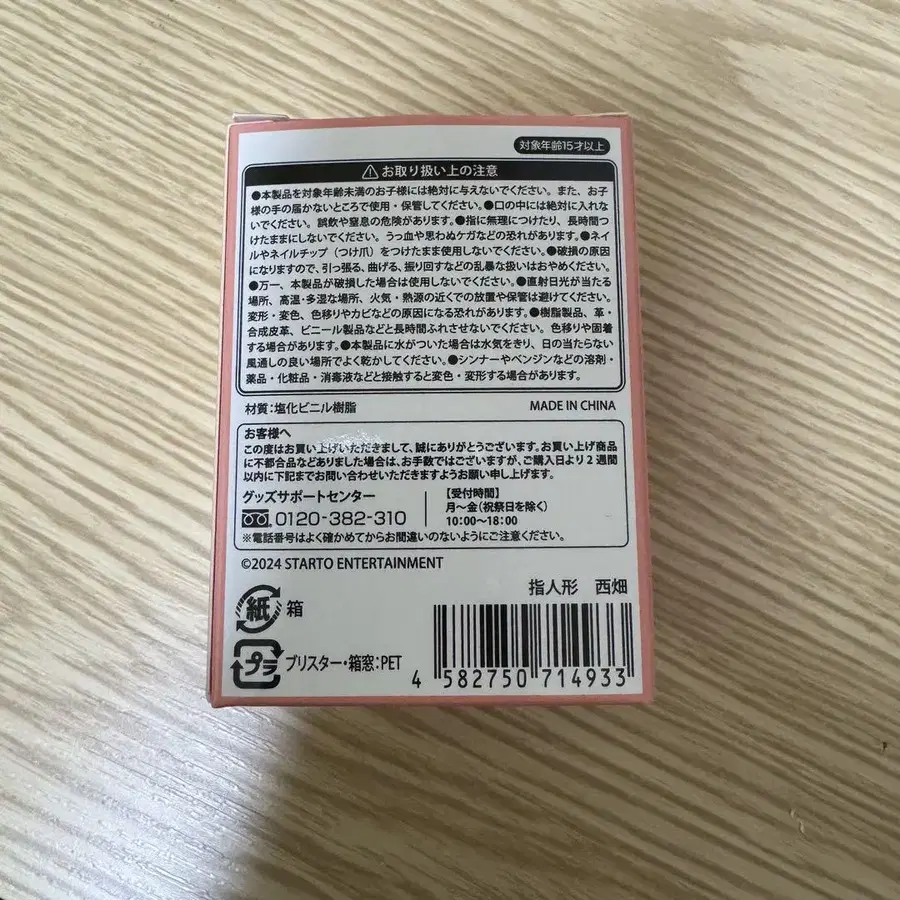 対象年齢15才以上
お取り扱い上の注意
●本製品を対象年齢未満のお子様には絶対に与えないでください。また、お子
様の手の届かないところで使用・保管してください。●口の中には絶対に入れな
いでください。誤飲や窒息の危険があります。●指に無理につけたり、長時間つ
けたままにしないでください。うっ血や思わぬケガなどの恐れがあります。●ネイ
ルやネイルチップ（つけ爪）をつけたまま使用しないでください。●破損の原因
になりますので、引っ張る、曲げる、振り回すなどの乱暴な扱いはおやめください。
●万一、本製品が破損した場合は使用しないでください。●直射日光が当たる
場所、高温・多湿な場所、火気・熱源の近くでの放置や保管は避けてください。
変形・変色、色移りやカビなどの原因になる恐れがあります。●樹脂製品、革・
合成皮革、ビニール製品などと長時間ふれさせないでください。色移りや固着
する場合があります。●本製品に水がついた場合は水気をきり、日の当たらない
風通しの良い場所でよく乾かしてください。●シンナーやベンジンなどの溶剤・
薬品・化粧品・消毒液などと接触すると変色・変形する場合があります。
材質：塩化ビニル樹脂 MADE IN CHINA
お客様へ
この度はお買い上げいただきまして、誠にありがとうございます。お買い上げ商品
に不都合品などありました場合は、お手数ではございますが、ご購入日より2週間
以内に下記までお問い合わせいただきますようお願い申し上げます。
グッズサポートセンター
0120-382-310
【受付時間】
月〜金（祝祭日を除く）
10：00〜18：00
※電話番号はよく確かめてからお間違いのないようにご注意ください。
©2024 STARTO ENTERTAINMENT
指人形 西畑
紙 箱
プラ ブリスター・箱窓：PET
4 582750 714933